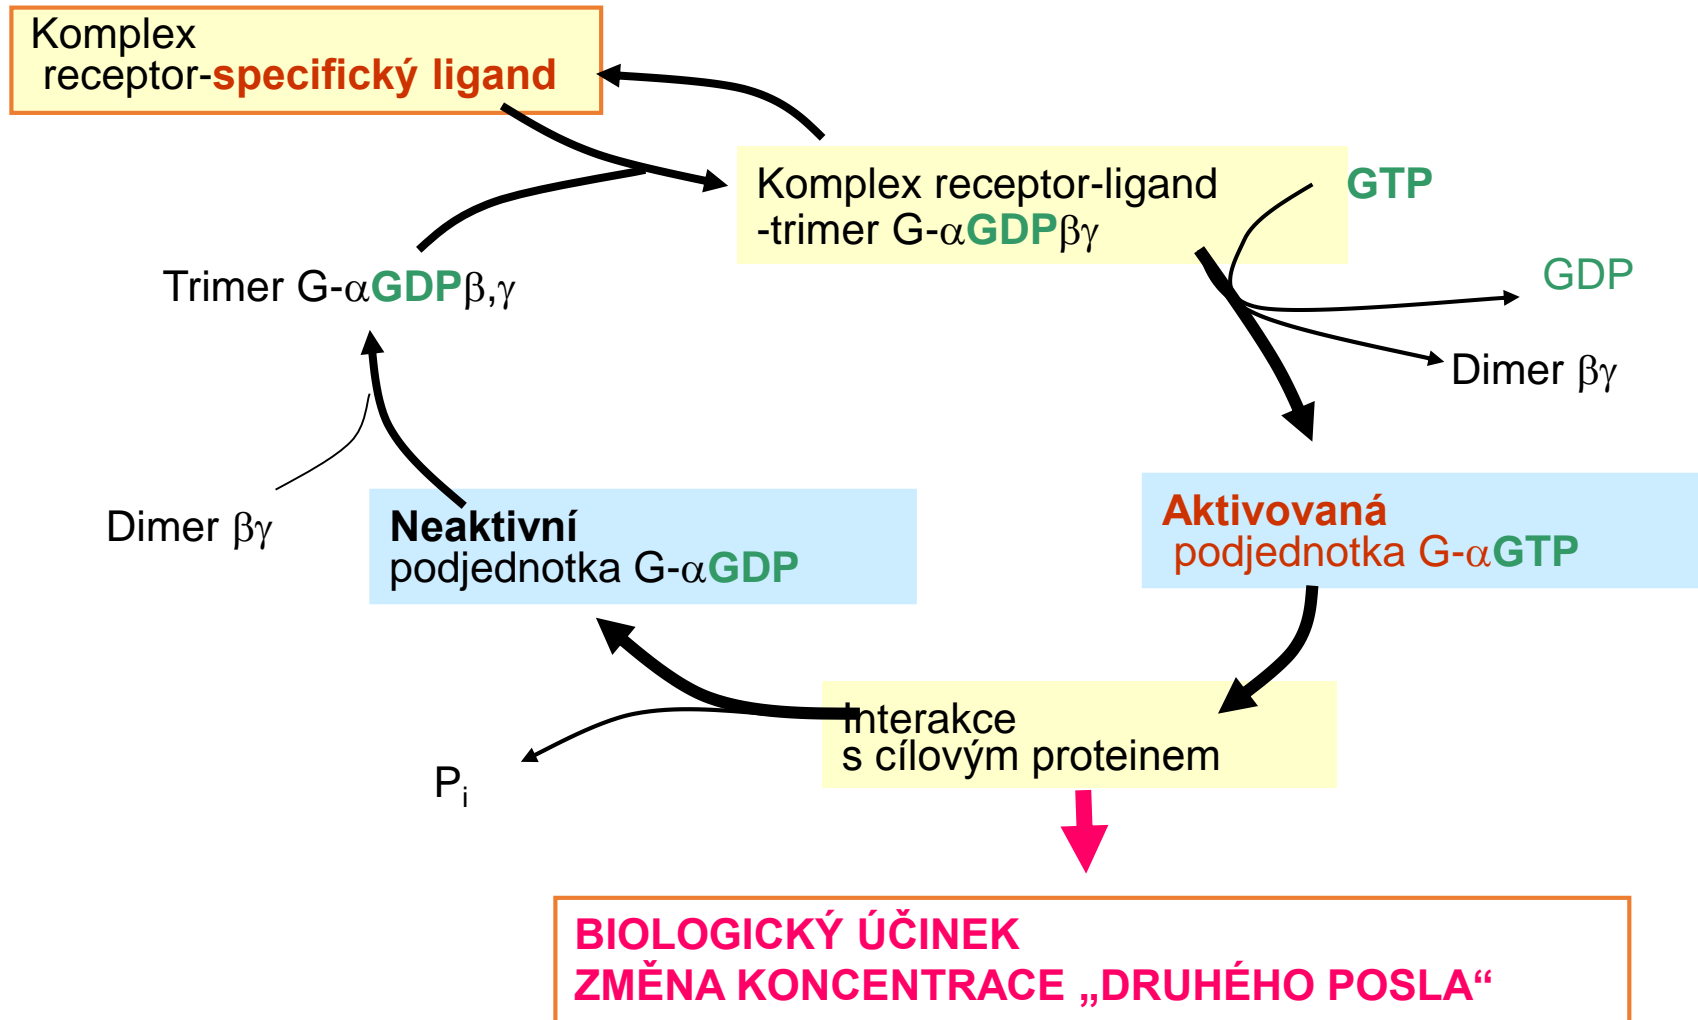 Komplex
receptor-specifický ligand
Komplex receptor-ligand
-trimer G-αGDPβγ
GTP
GDP
Trimer G-αGDPβ,γ
Dimer βγ
Dimer βγ
Neaktivní
podjednotka G-αGDP
Aktivovaná
podjednotka G-αGTP
Interakce
s cílovým proteinem
Pi
BIOLOGICKÝ ÚČINEK
ZMĚNA KONCENTRACE „DRUHÉHO POSLA“